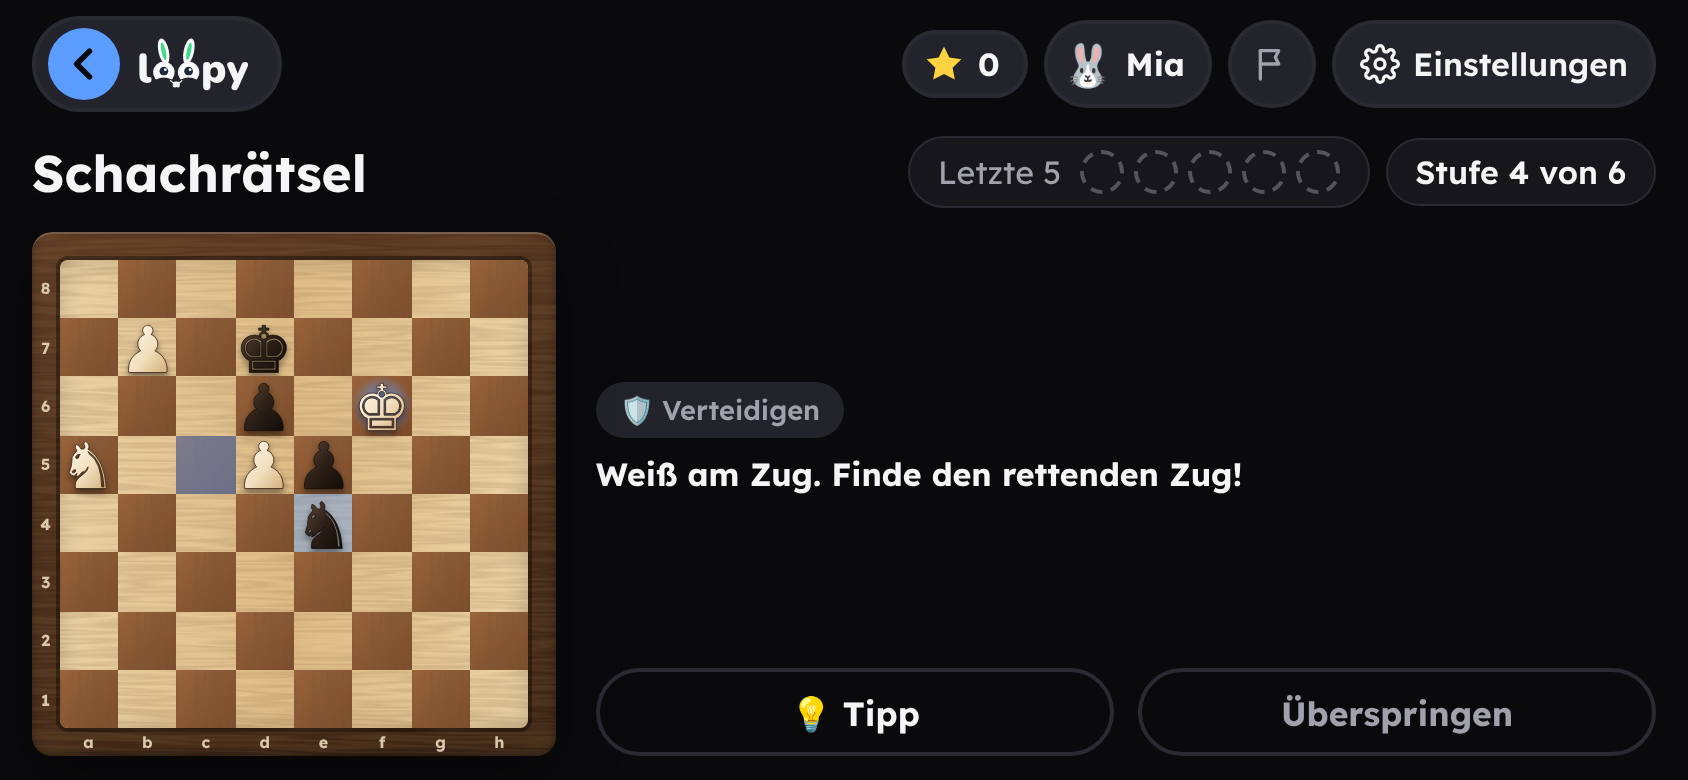 loopy
0
Mia
Einstellungen
Schachrätsel
Letzte 5
Stufe 4 von 6
8
7
6
5
4
3
2
1
a b c d e f g h
Verteidigen
Weiß am Zug. Finde den rettenden Zug!
Tipp
Überspringen